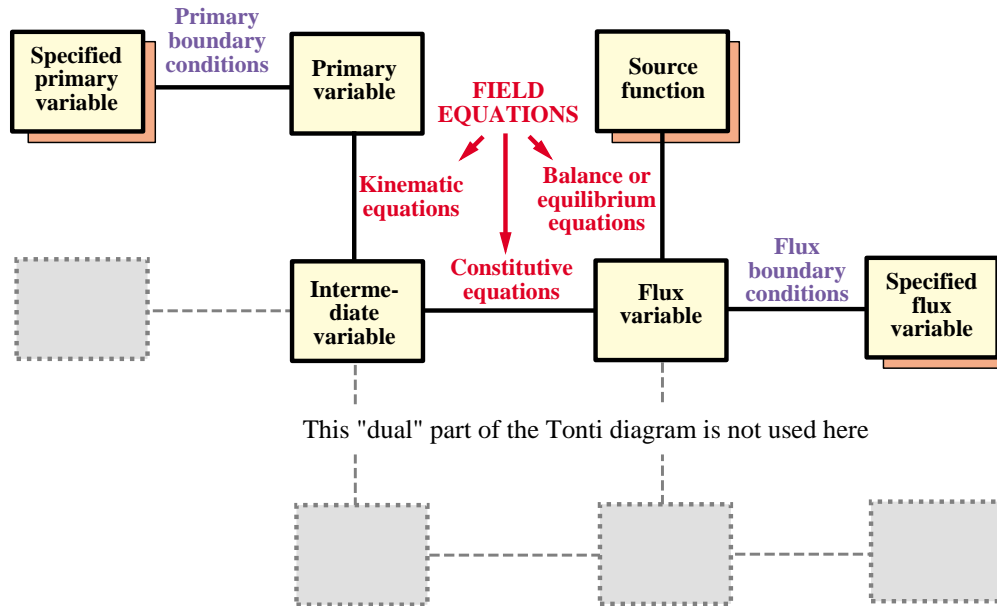 Primary
boundary
conditions
Specified
primary
variable
Primary
variable
FIELD
EQUATIONS
Source
function
Kinematic
equations
Balance or
equilibrium
equations
Constitutive
equations
Interme-
diate
variable
Flux
variable
Flux
boundary
conditions
Specified
flux
variable
This "dual" part of the Tonti diagram is not used here